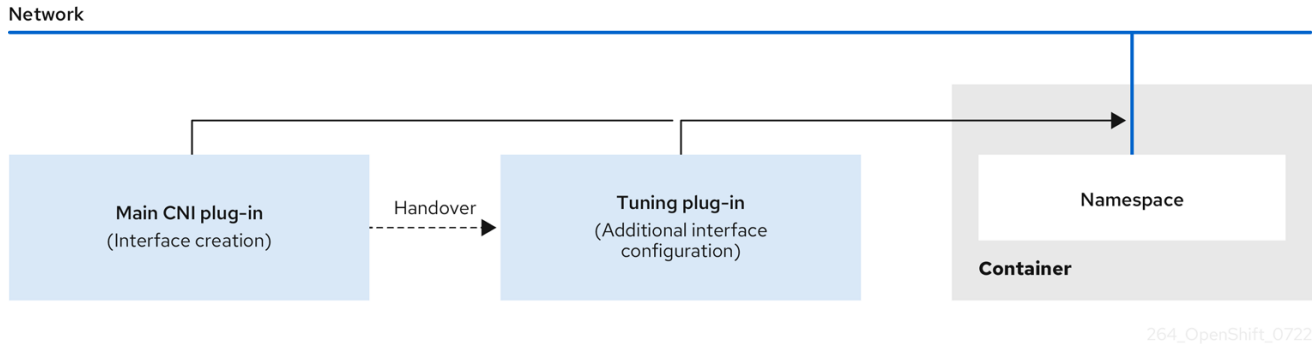 Network
Main CNI plug-in
(Interface creation)
Handover
Tuning plug-in
(Additional interface
configuration)
Namespace
Container
264_OpenShift_0722